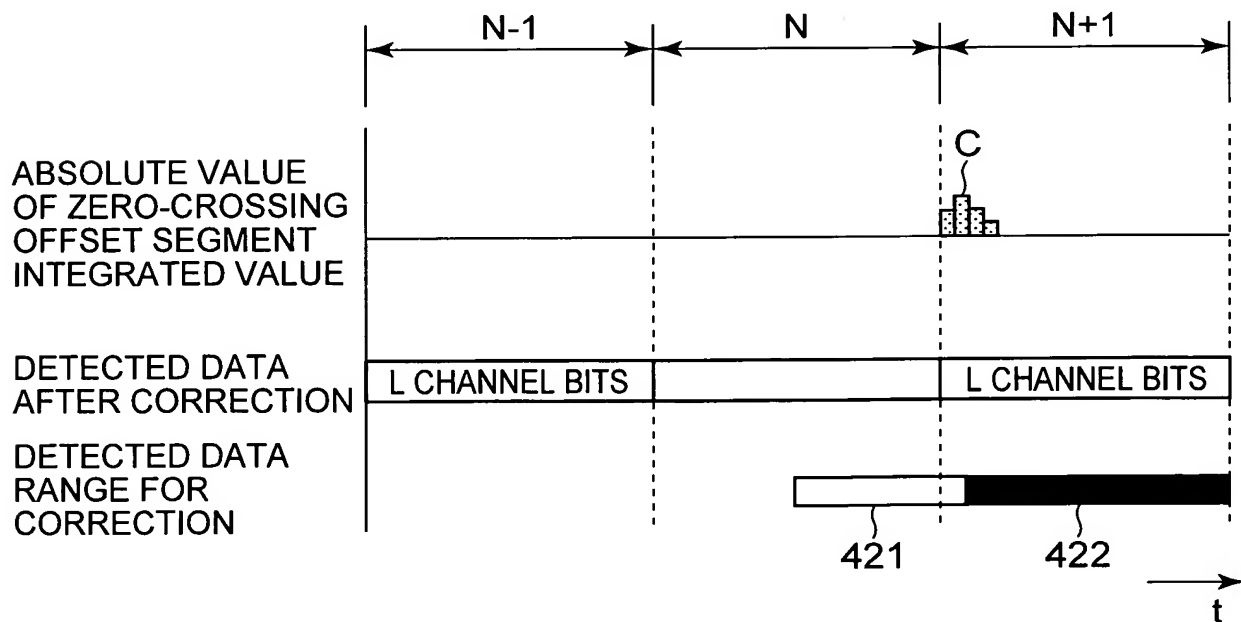 N-1
N
N+1
C
ABSOLUTE VALUE
OF ZERO-CROSSING
OFFSET SEGMENT
INTEGRATED VALUE
DETECTED DATA
AFTER CORRECTION
L CHANNEL BITS
L CHANNEL BITS
DETECTED DATA
RANGE FOR
CORRECTION
421
422
t